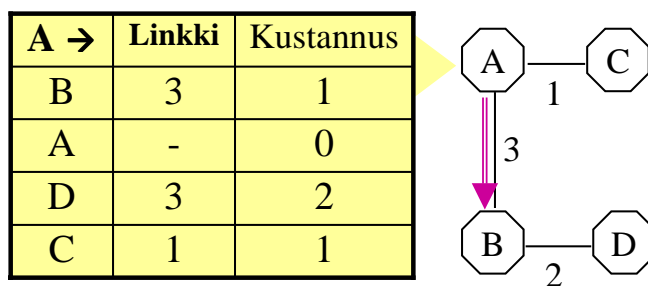 A → Linkki Kustannus
B 3 1
A - 0
D 3 2
C 1 1
A C
1
3
B D
2